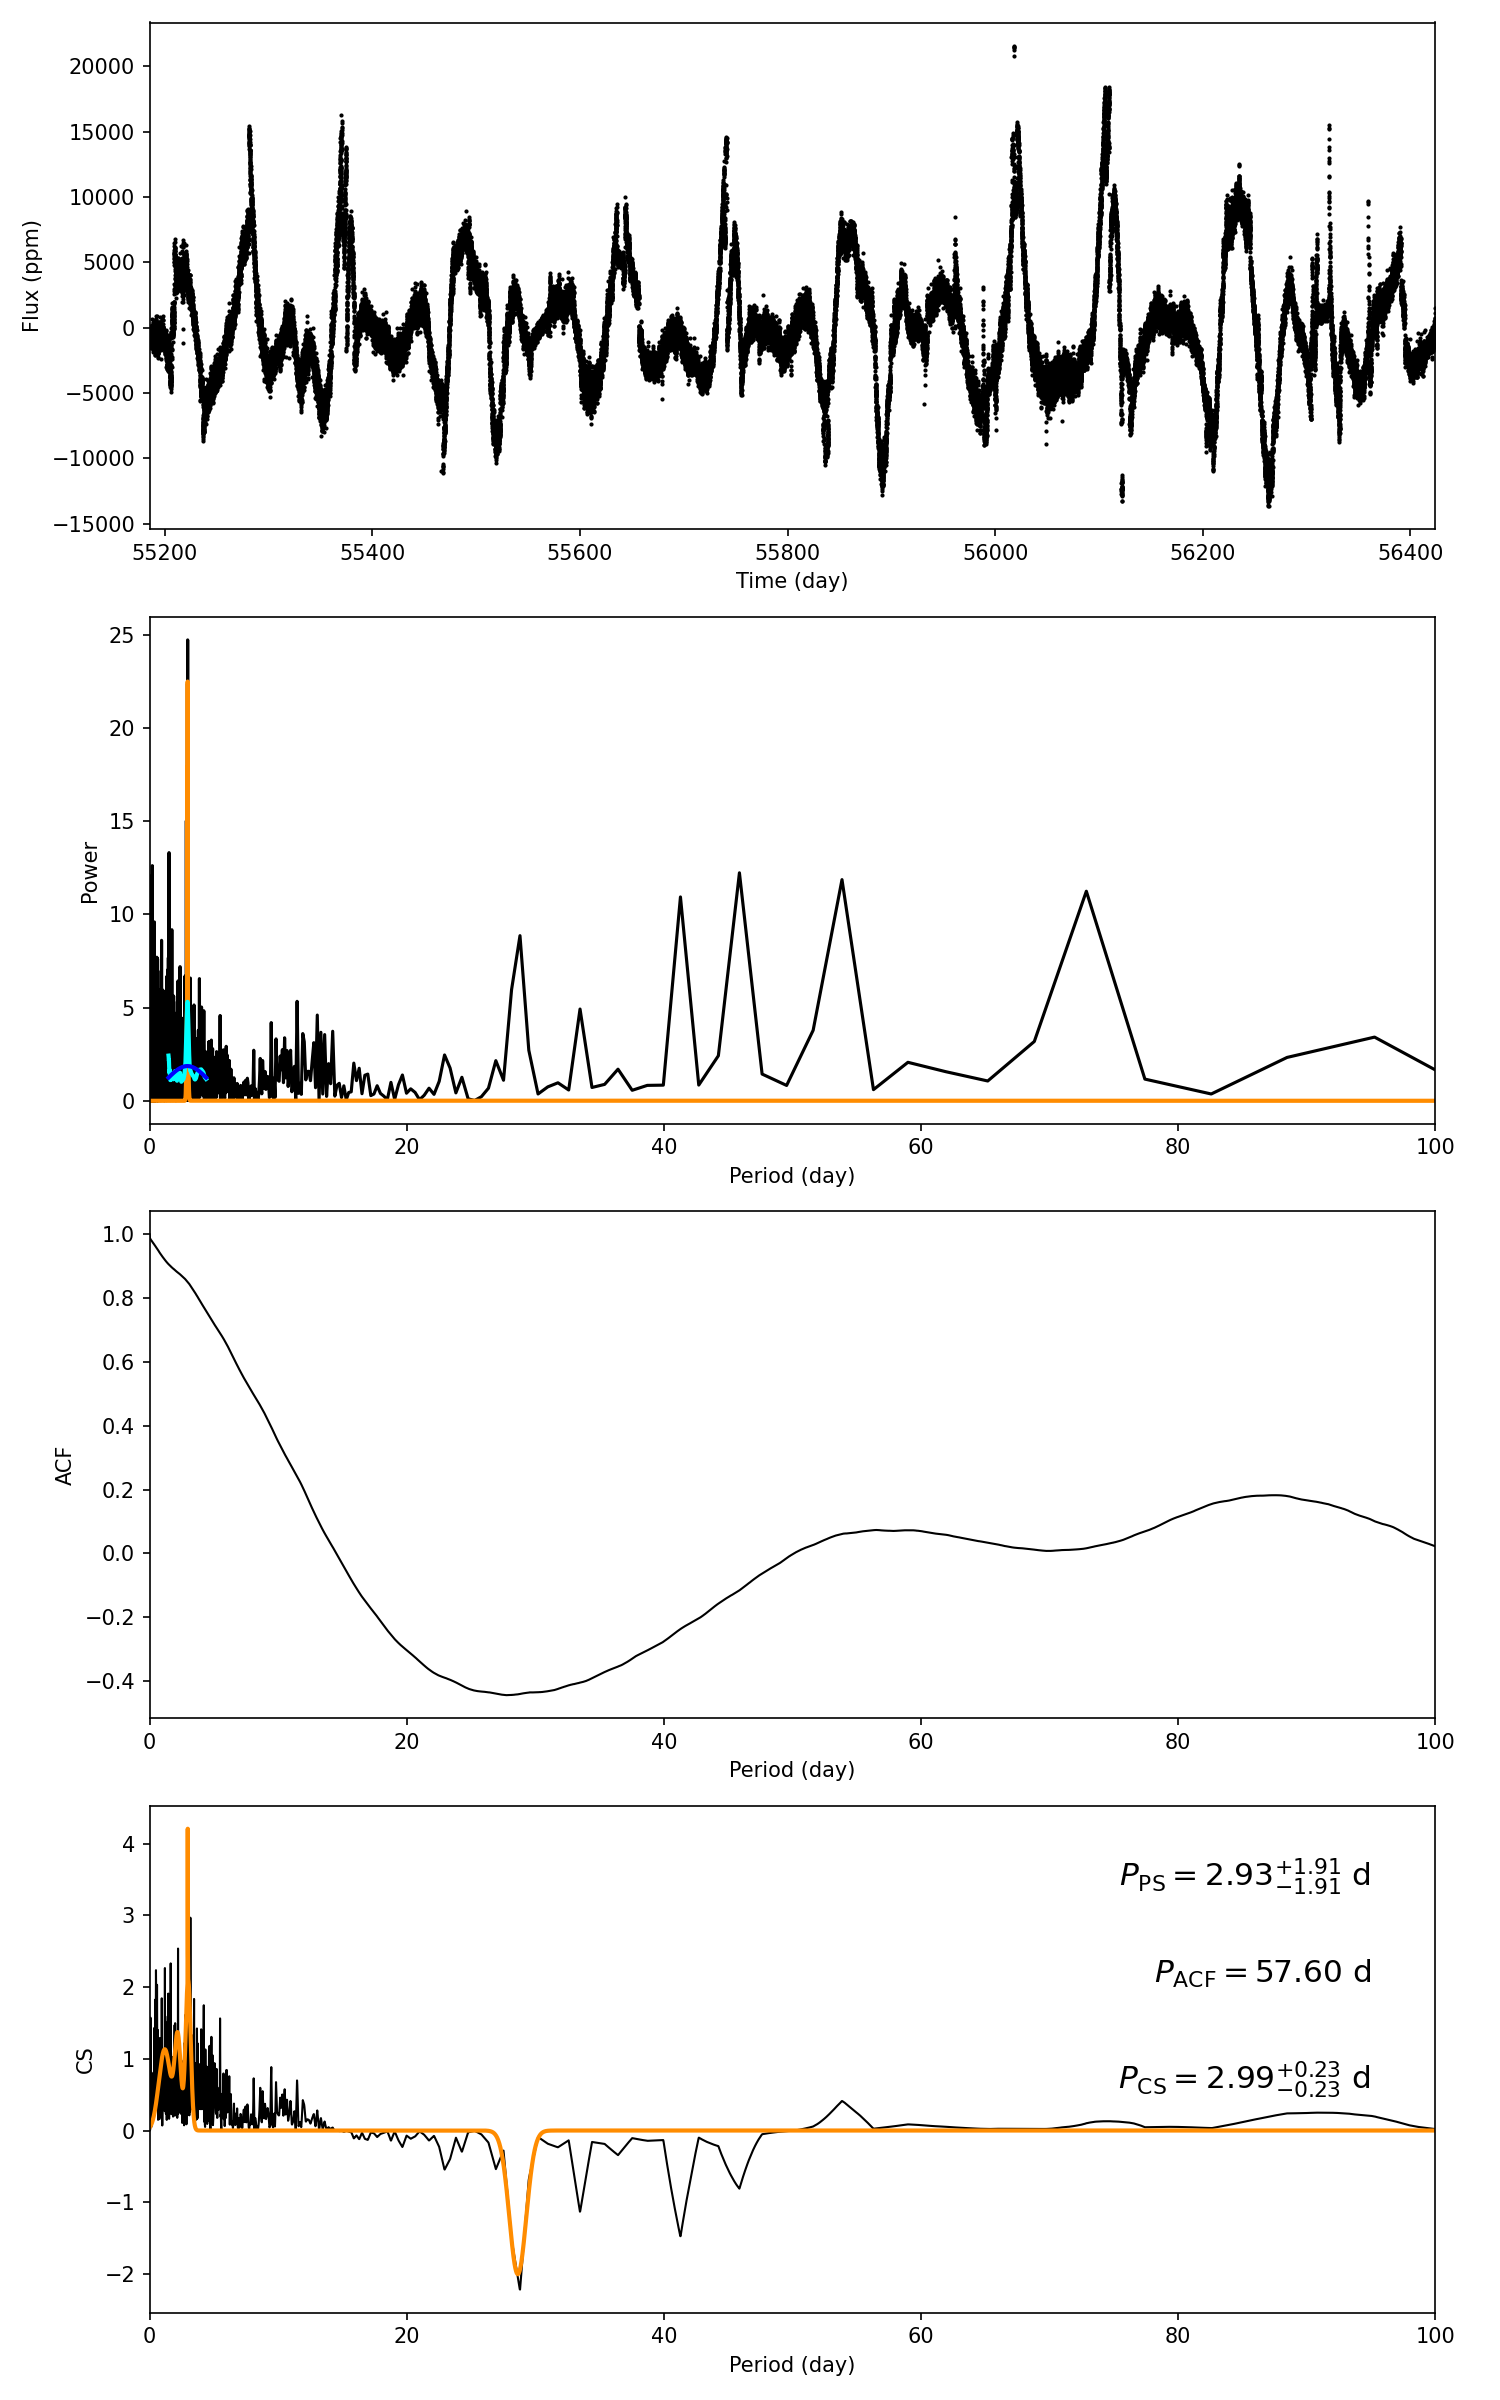 20000
15000
10000
5000
0
−5000
−10000
−15000
Flux (ppm)
55200 55400 55600 55800 56000 56200 56400
Time (day)
25
20
15
10
5
0
Power
0 20 40 60 80 100
Period (day)
1.0
0.8
0.6
0.4
0.2
0.0
−0.2
−0.4
ACF
0 20 40 60 80 100
Period (day)
4
3
2
1
0
−1
−2
CS
P_PS = 2.93 +1.91 −1.91 d
P_ACF = 57.60 d
P_CS = 2.99 +0.23 −0.23 d
0 20 40 60 80 100
Period (day)